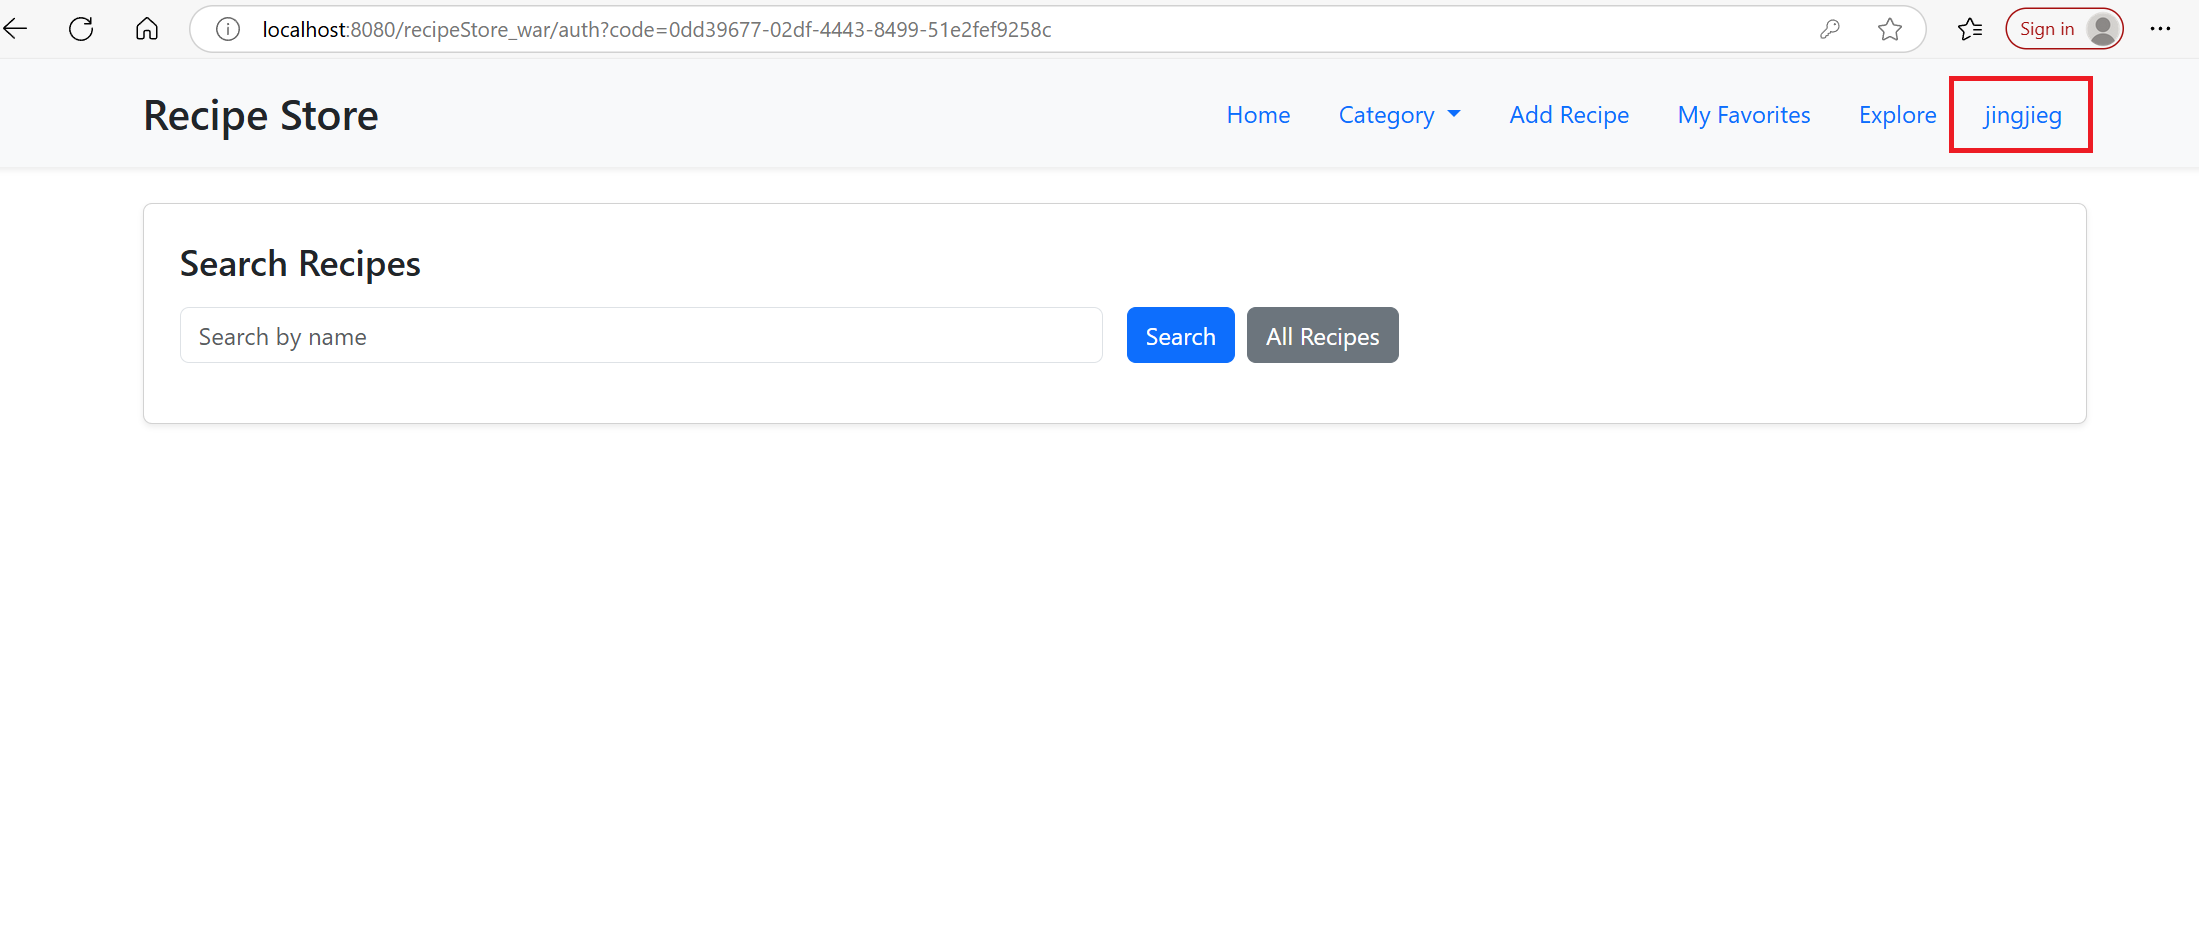 localhost:8080/recipeStore_war/auth?code=0dd39677-02df-4443-8499-51e2fef9258c
Sign in
Recipe Store
Home
Category
Add Recipe
My Favorites
Explore
jingjieg
Search Recipes
Search by name
Search
All Recipes